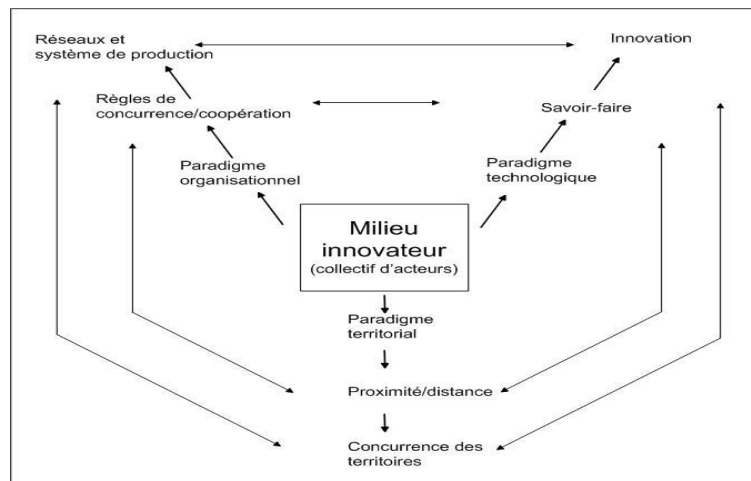 Réseaux et
système de production
Innovation
Règles de
concurrence/coopération
Savoir-faire
Paradigme
organisationnel
Paradigme
technologique
Milieu
innovateur
(collectif d'acteurs)
Paradigme
territorial
Proximité/distance
Concurrence des
territoires